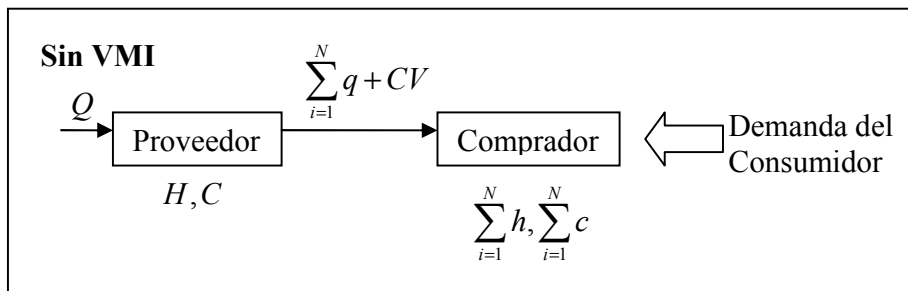 Sin VMI
Q
Proveedor
H, C
N
∑ q + CV
i=1
Comprador
N N
∑ h, ∑ c
i=1 i=1
Demanda del
Consumidor